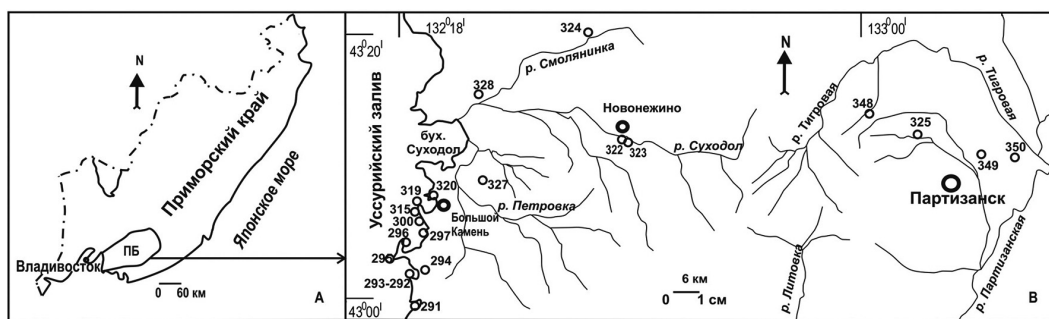 N
Приморский край
Японское море
ПБ
Владивосток
0 60 км
А
43°20'
132°18'
133°00'
324
р. Смолянинка
328
N
Уссурийский залив
бух.
Суходол
Новонежино
322
323
р. Суходол
р. Тигровая
р. Тигровая
348
325
349
350
Партизанск
327
р. Петровка
320
319
315
300
296
297
Большой
Камень
294
293-292
291
43°00'
6 км
0 1 см
р. Литовка
р. Партизанская
В